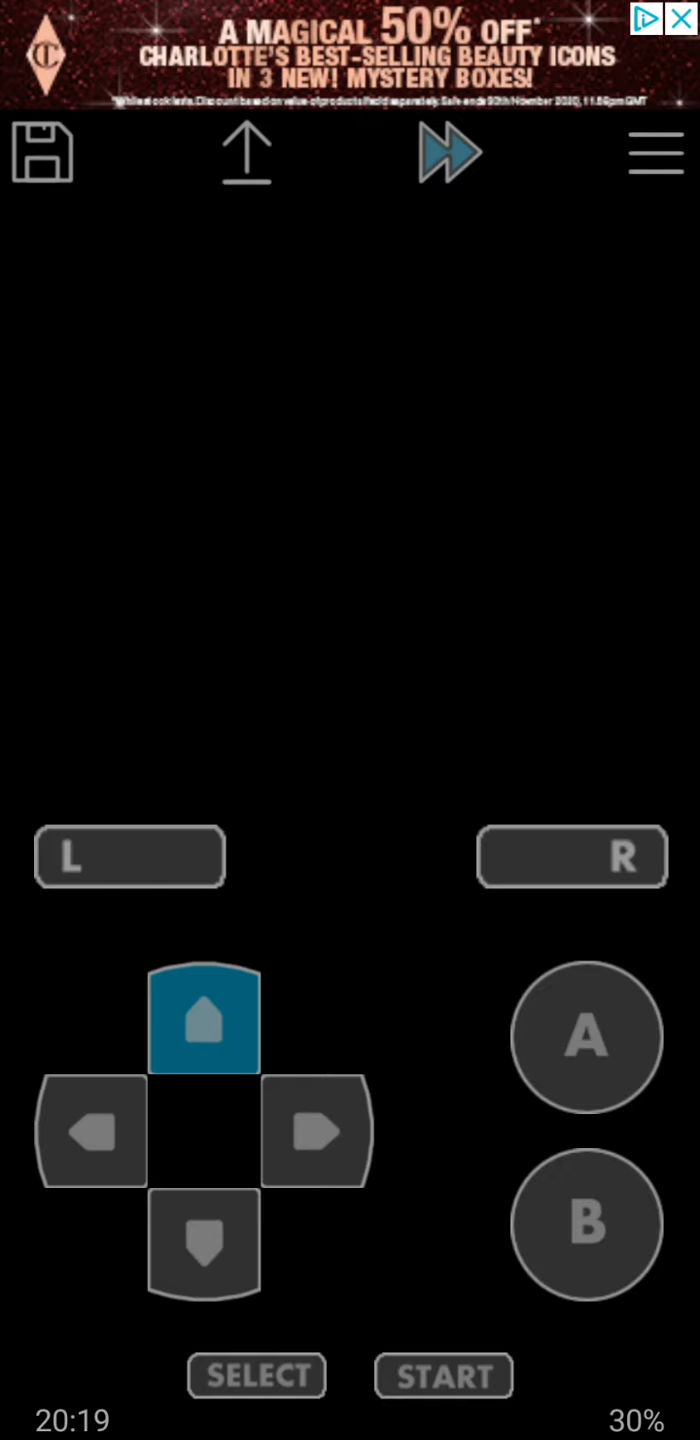 A MAGICAL 50% OFF*
CHARLOTTE'S BEST-SELLING BEAUTY ICONS
IN 3 NEW! MYSTERY BOXES!
L
R
A
B
SELECT
START
20:19
30%